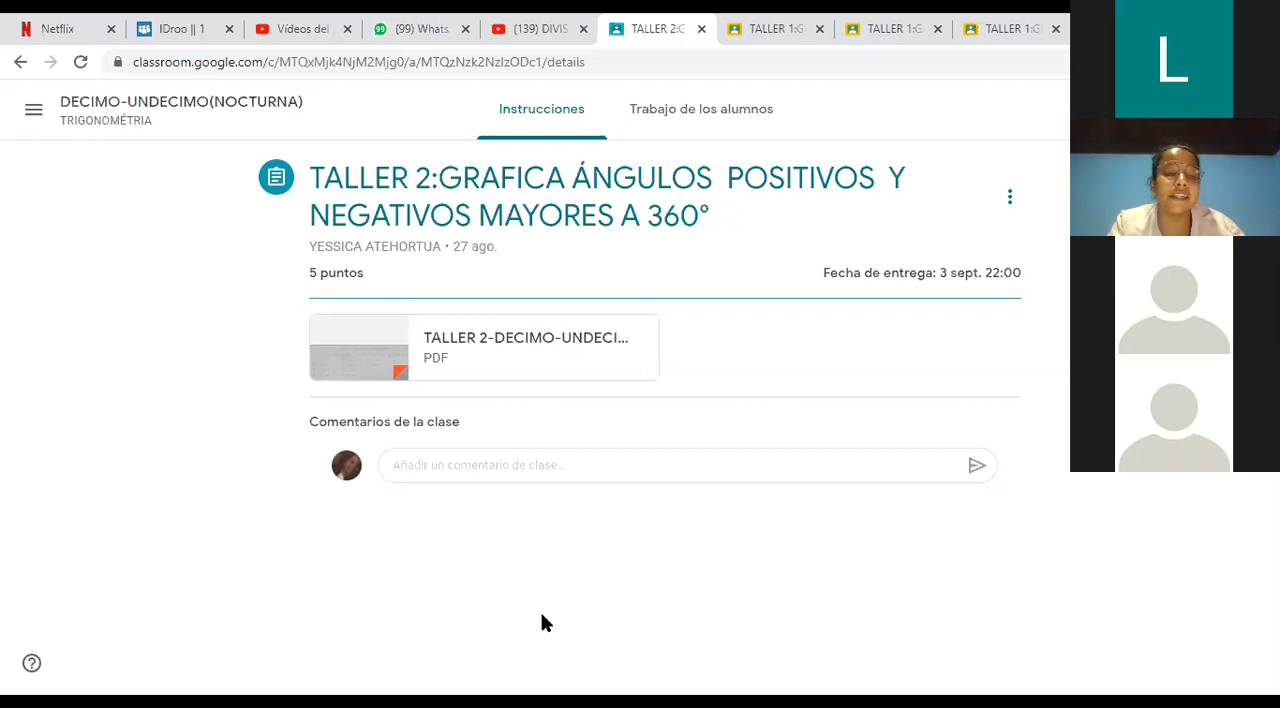 Netflix
IDroo || 1
Vídeos del
(99) Whats
(139) DIVIS
TALLER 2:G
TALLER 1:G
TALLER 1:G
TALLER 1:G
classroom.google.com/c/MTQxMjk4NjM2Mjg0/a/MTQzNzk2NzIzODc1/details
DECIMO-UNDECIMO(NOCTURNA)
TRIGONOMÉTRIA
Instrucciones
Trabajo de los alumnos
TALLER 2:GRAFICA ÁNGULOS POSITIVOS Y
NEGATIVOS MAYORES A 360°
YESSICA ATEHORTUA • 27 ago.
5 puntos
Fecha de entrega: 3 sept. 22:00
TALLER 2-DECIMO-UNDECI...
PDF
Comentarios de la clase
Añadir un comentario de clase...
L